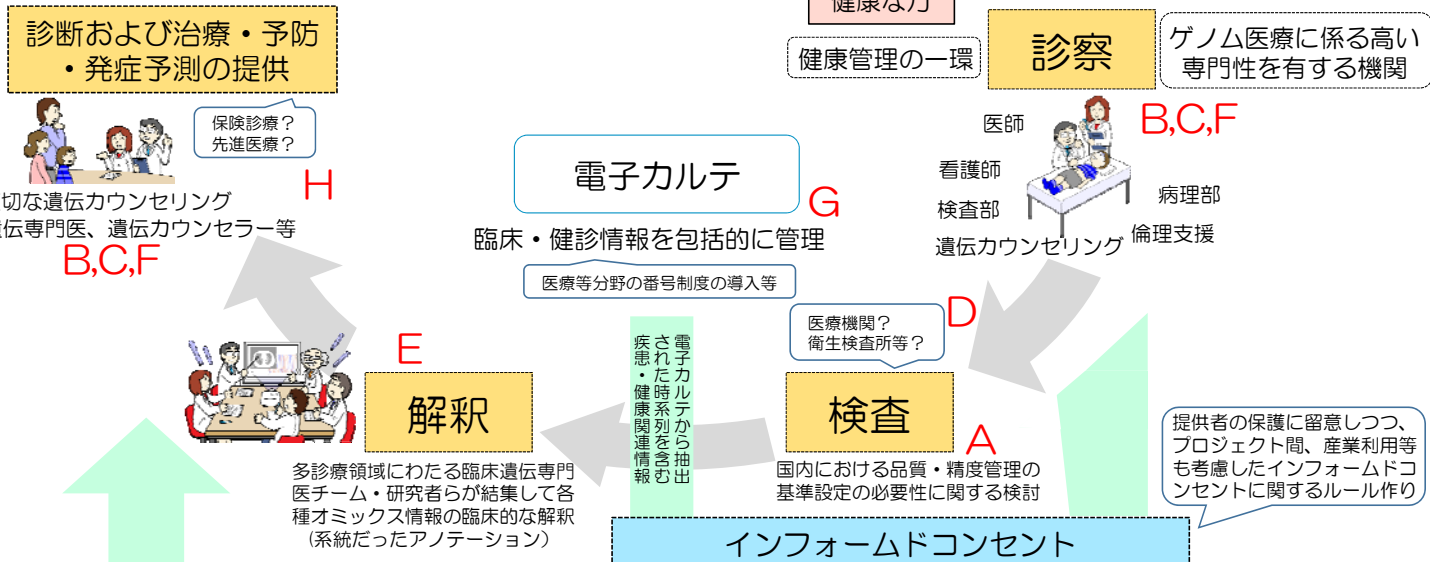 健康な方
診断および治療・予防
・発症予測の提供
健康管理の一環
診察
ゲノム医療に係る高い
専門性を有する機関
保険診療？
先進医療？
H
切な遺伝カウンセリング
伝専門医、遺伝カウンセラー等
B,C,F
電子カルテ
G
臨床・健診情報を包括的に管理
医療等分野の番号制度の導入等
医師
B,C,F
看護師
検査部
病理部
遺伝カウンセリング
倫理支援
医療機関？
衛生検査所等？
D
E
解釈
多診療領域にわたる臨床遺伝専門
医チーム・研究者らが結集して各
種オミックス情報の臨床的な解釈
（系統だったアノテーション）
電子カルテから抽出
された時系列を含む
疾患・健康関連情報
検査
A
国内における品質・精度管理の
基準設定の必要性に関する検討
提供者の保護に留意しつつ、
プロジェクト間、産業利用等
も考慮したインフォームドコ
ンセントに関するルール作り
インフォームドコンセント